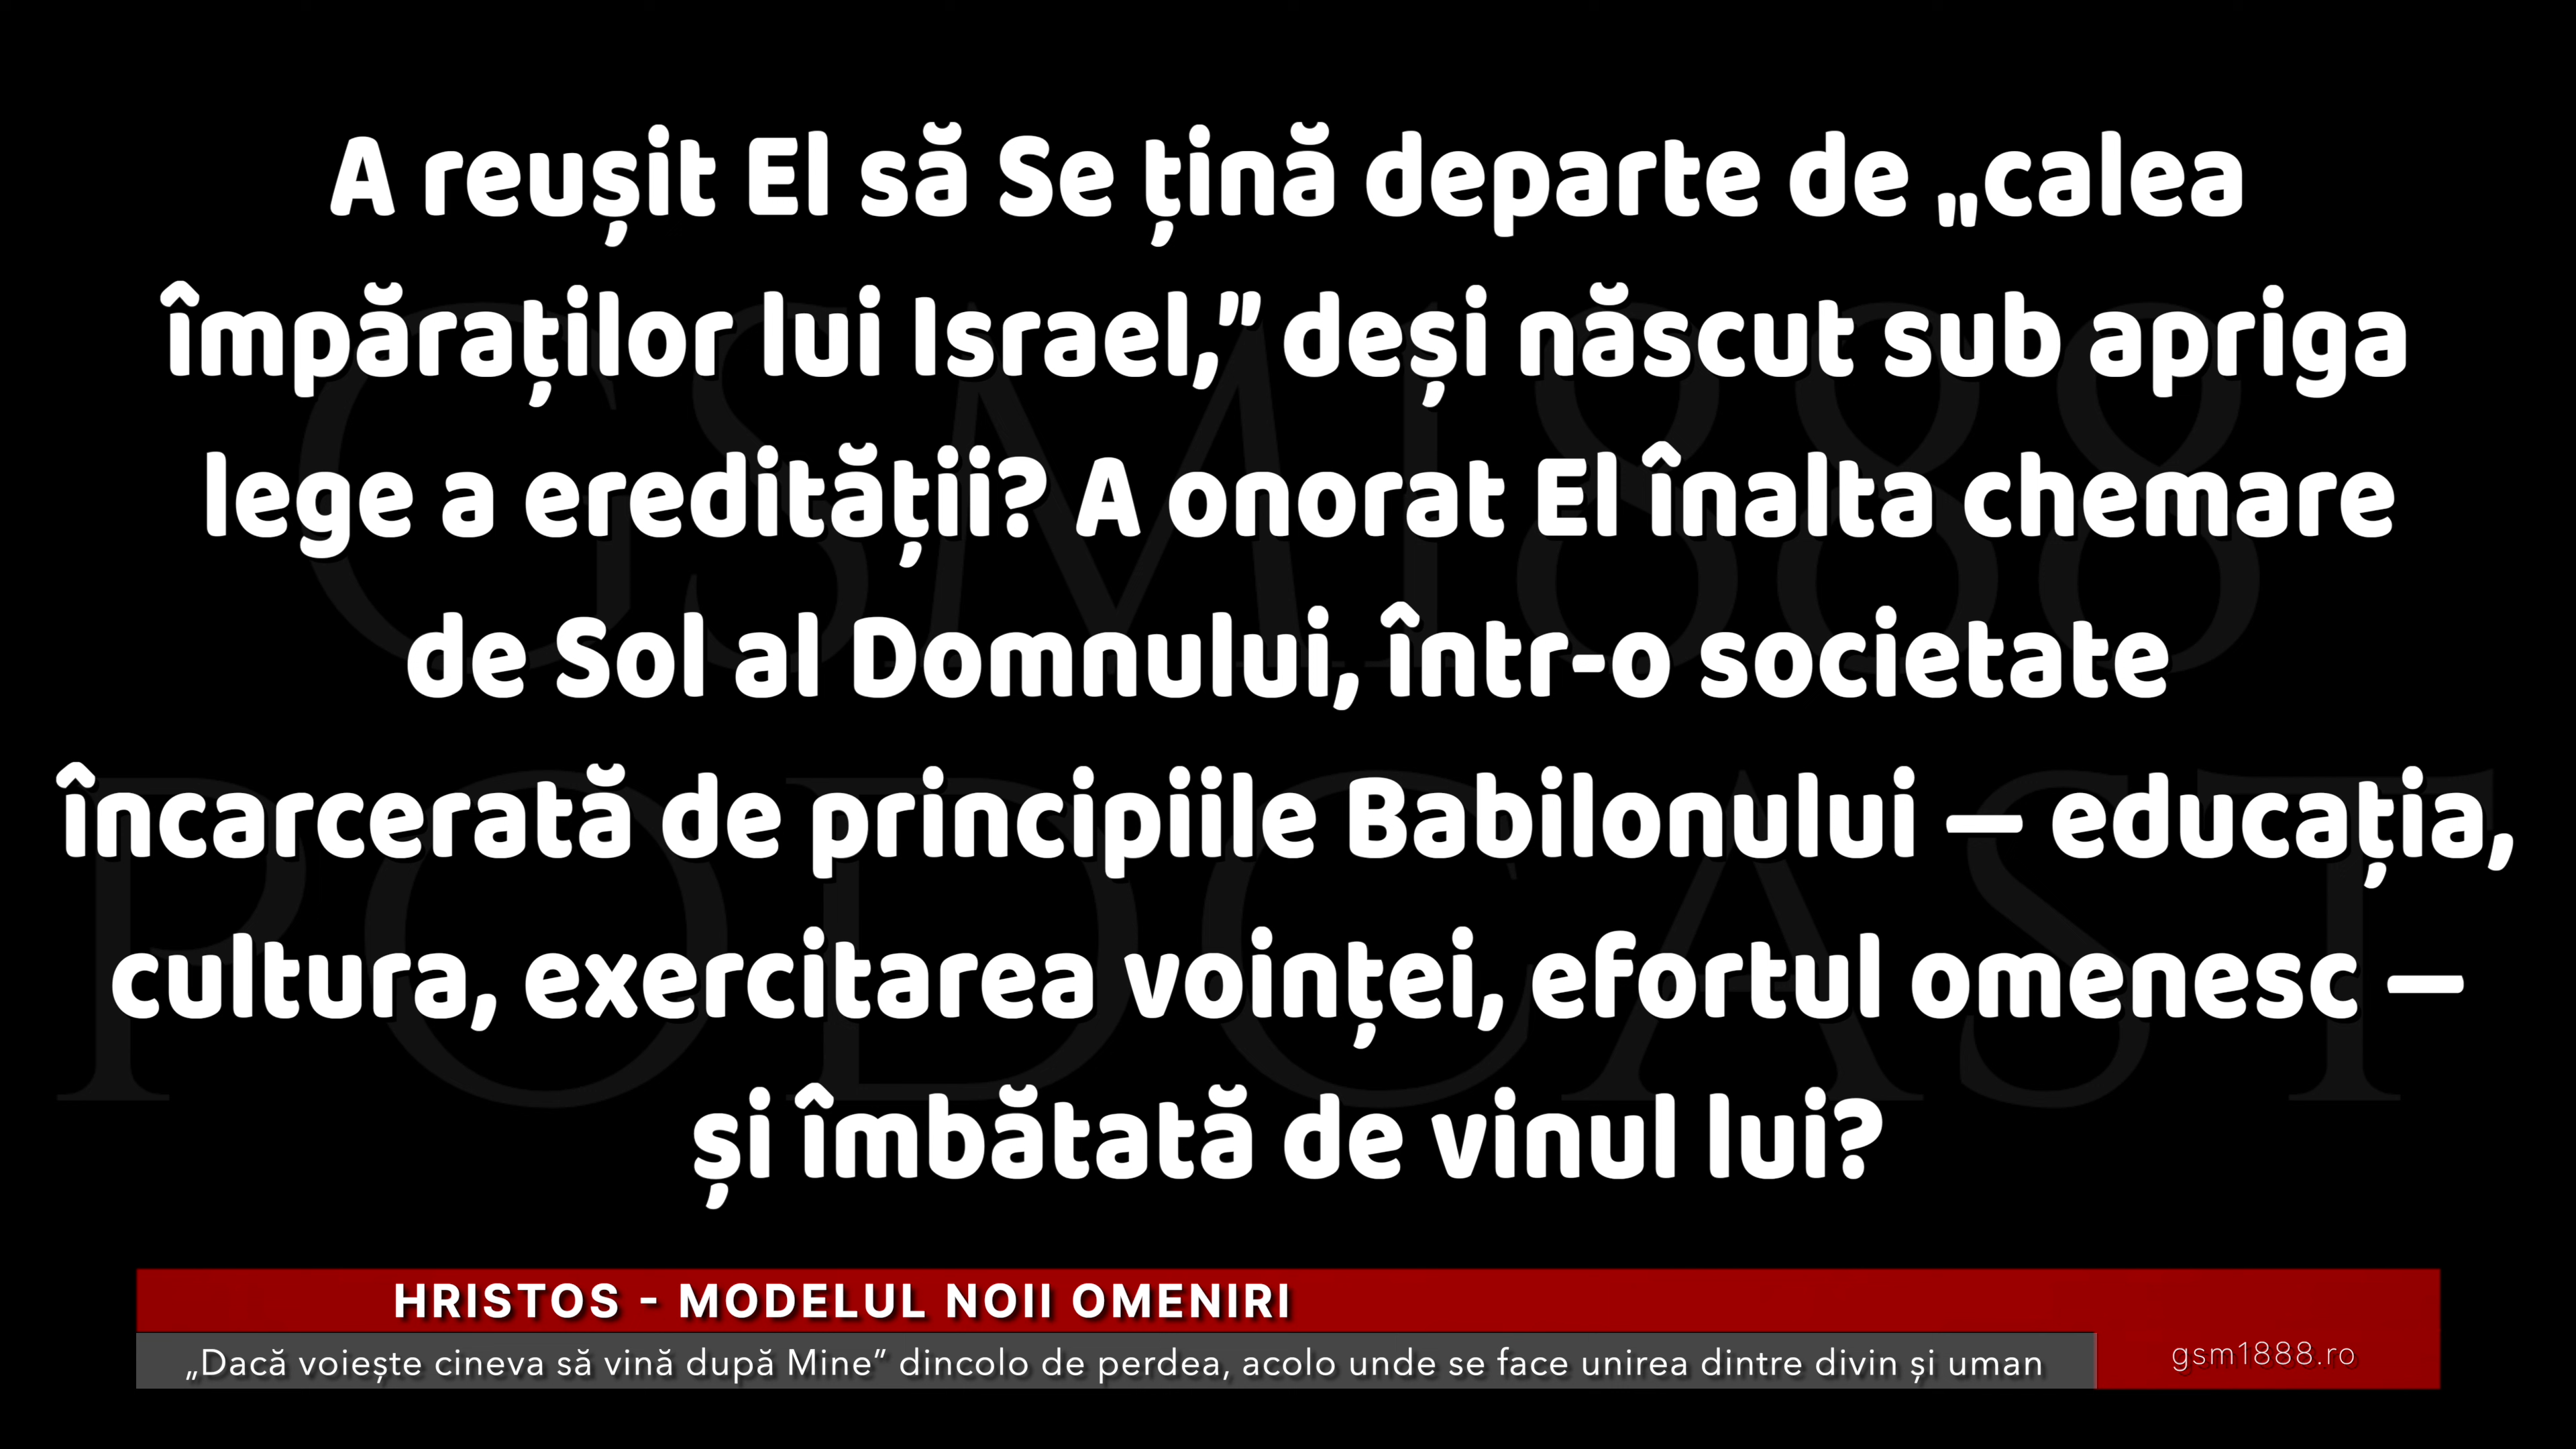 A reușit El să Se țină departe de „calea
împăraților lui Israel,” deși născut sub apriga
lege a eredității? A onorat El înalta chemare
de Sol al Domnului, într-o societate
încarcerată de principiile Babilonului – educația,
cultura, exercitarea voinței, efortul omenesc –
și îmbătată de vinul lui?
GSM1888
PODCAST
HRISTOS - MODELUL NOII OMENIRI
„Dacă voiește cineva să vină după Mine” dincolo de perdea, acolo unde se face unirea dintre divin și uman
gsm1888.ro